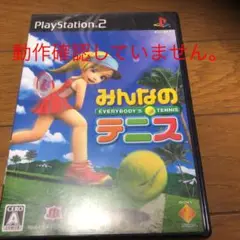 PlayStation.2
動作確認していません。
みんなの
EVERYBODY'S TENNIS
テニス
CERO
A